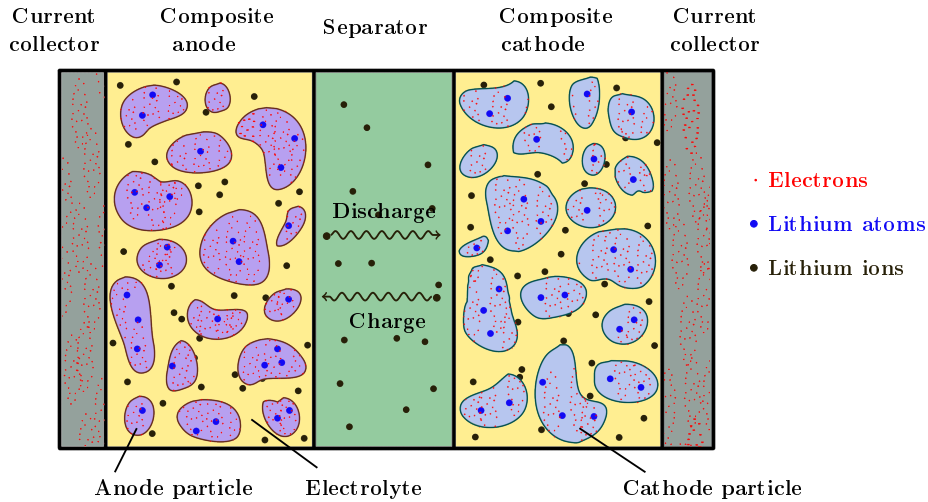 Current
collector
Composite
anode
Separator
Composite
cathode
Current
collector
Discharge
Charge
Electrons
Lithium atoms
Lithium ions
Anode particle
Electrolyte
Cathode particle